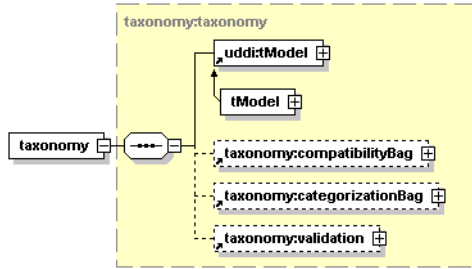 taxonomy:taxonomy
uddi:tModel
tModel
taxonomy
taxonomy:compatibilityBag
taxonomy:categorizationBag
taxonomy:validation